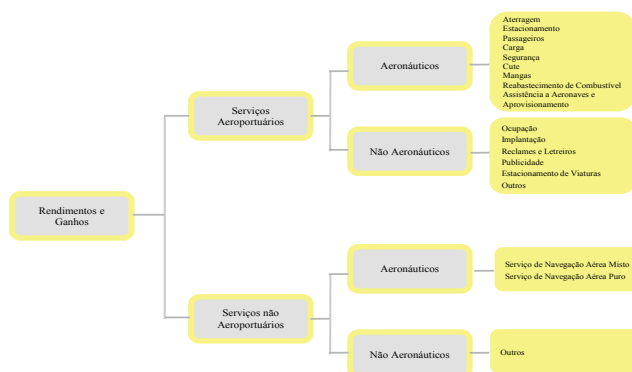 Aterragem
Estacionamento
Passageiros
Carga
Segurança
Cute
Mangas
Reabastecimento de Combustível
Assistência a Aeronaves e
Aprovisionamento
Aeronáuticos
Serviços
Aeroportuários
Não Aeronáuticos
Ocupação
Implantação
Reclames e Letreiros
Publicidade
Estacionamento de Viaturas
Outros
Rendimentos e
Ganhos
Aeronáuticos
Serviço de Navegação Aérea Misto
Serviço de Navegação Aérea Puro
Serviços não
Aeroportuários
Não Aeronáuticos
Outros